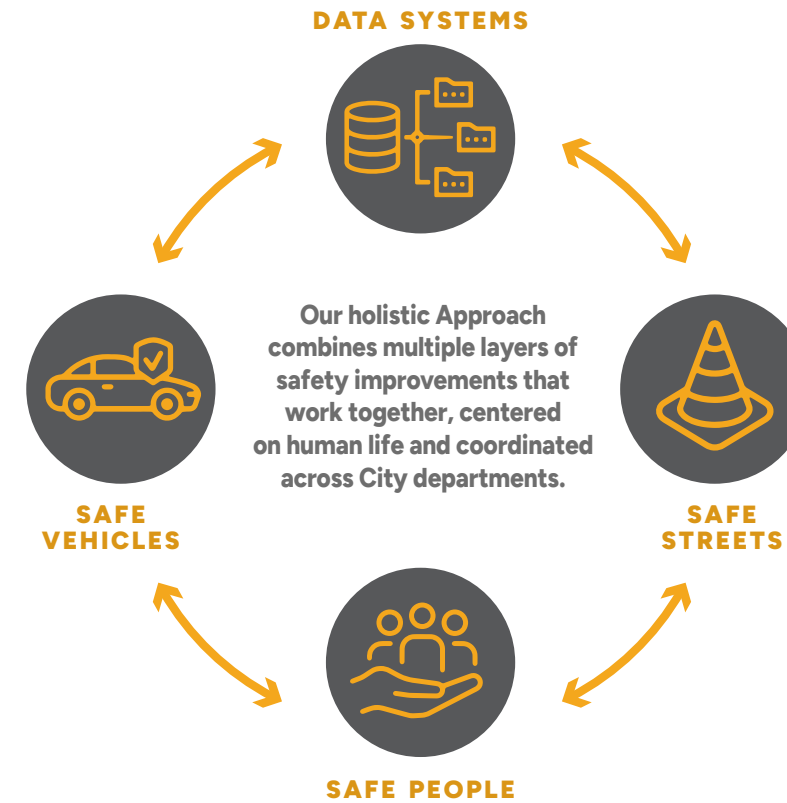 DATA SYSTEMS
Our holistic Approach
combines multiple layers of
safety improvements that
work together, centered
on human life and coordinated
across City departments.
SAFE
VEHICLES
SAFE
STREETS
SAFE PEOPLE